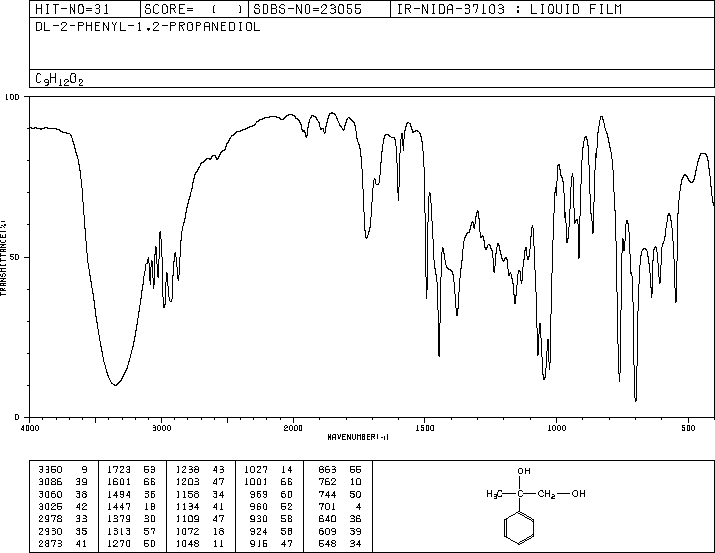 HIT-NO=31 SCORE= ( ) SDBS-NO=23055 IR-NIDA-37103 : LIQUID FILM
DL-2-PHENYL-1,2-PROPANEDIOL
C9H12O2
100
50
0
TRANSMITTANCE(%)
4000 3000 2000 1500 1000 500
WAVENUMBER(-1)
3350 9 1723 53 1238 43 1027 14 863 55
3086 39 1601 66 1203 47 1001 66 762 10
3060 38 1494 35 1158 34 969 60 744 50
3025 42 1447 18 1134 41 960 52 701 4
2978 33 1379 30 1109 47 930 58 640 36
2930 35 1313 57 1072 18 924 58 609 39
2873 41 1270 50 1048 11 915 47 548 34
OH
H3C C CH2 OH